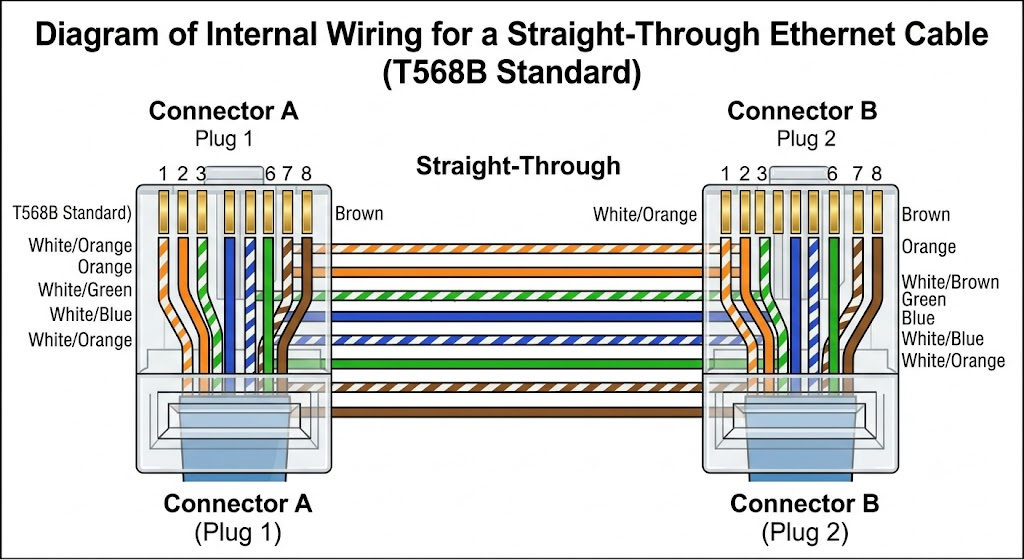 Diagram of Internal Wiring for a Straight-Through Ethernet Cable
(T568B Standard)
Connector A
Plug 1
Connector B
Plug 2
Straight-Through
1 2 3 6 7 8
1 2 3 6 7 8
T568B Standard)
White/Orange
Orange
White/Green
White/Blue
White/Orange
Brown
White/Orange
Brown
Orange
White/Brown
Green
Blue
White/Blue
White/Orange
Connector A
(Plug 1)
Connector B
(Plug 2)